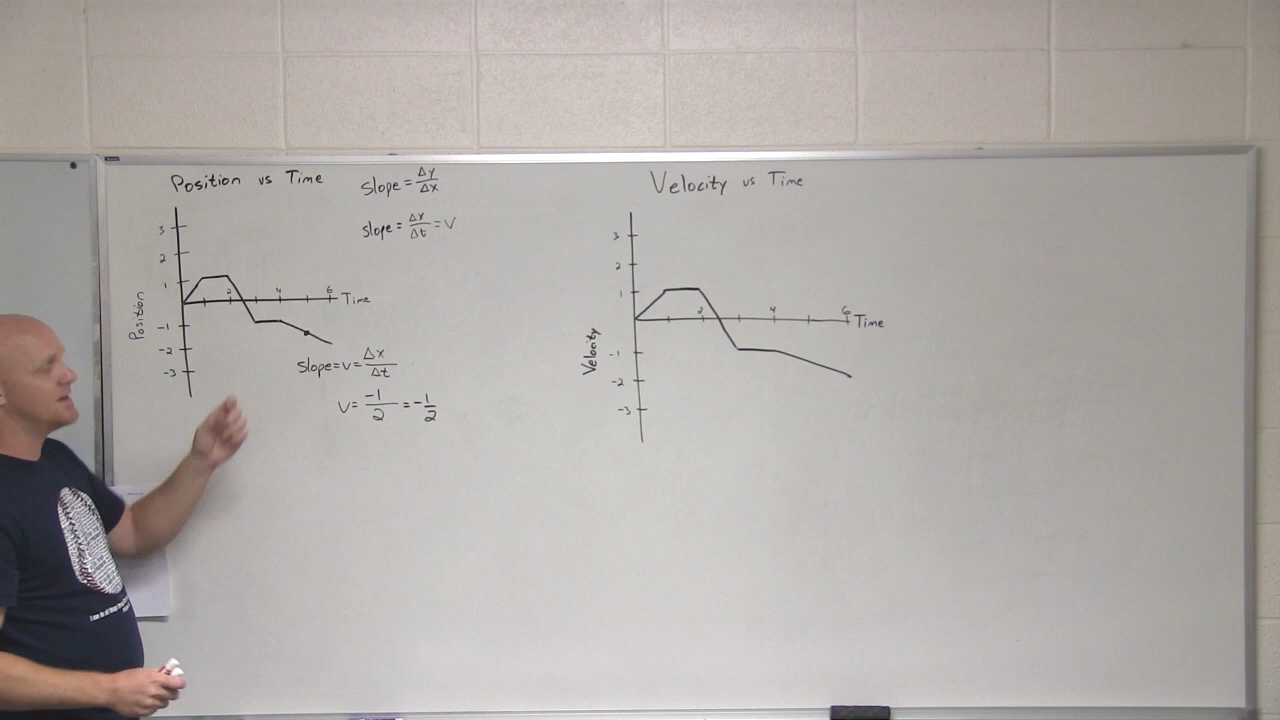 Position vs Time
slope = Δy/Δx
slope = Δx/Δt = V
3
2
1
2
4
6
Time
-1
-2
-3
Position
slope = v = Δx/Δt
v = -1/2 = -1/2
Velocity vs Time
3
2
1
2
4
6
Time
-1
-2
-3
Velocity